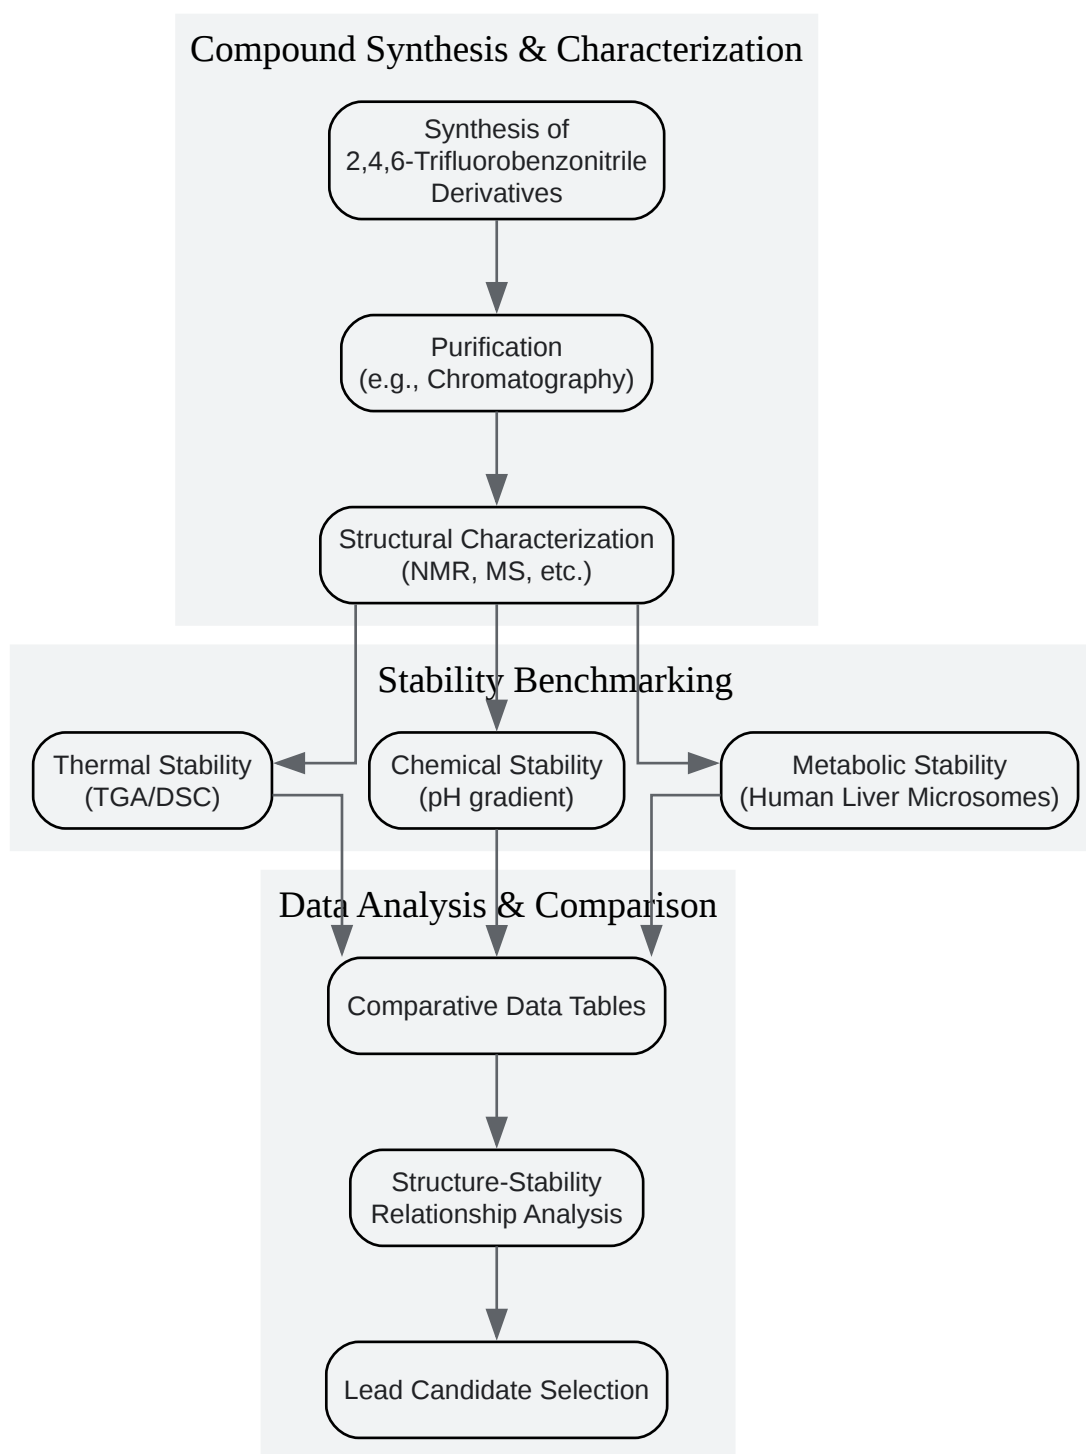 Compound Synthesis & Characterization
Synthesis of
2,4,6-Trifluorobenzonitrile
Derivatives
Purification
(e.g., Chromatography)
Structural Characterization
(NMR, MS, etc.)
Stability Benchmarking
Thermal Stability
(TGA/DSC)
Chemical Stability
(pH gradient)
Metabolic Stability
(Human Liver Microsomes)
Data Analysis & Comparison
Comparative Data Tables
Structure-Stability
Relationship Analysis
Lead Candidate Selection